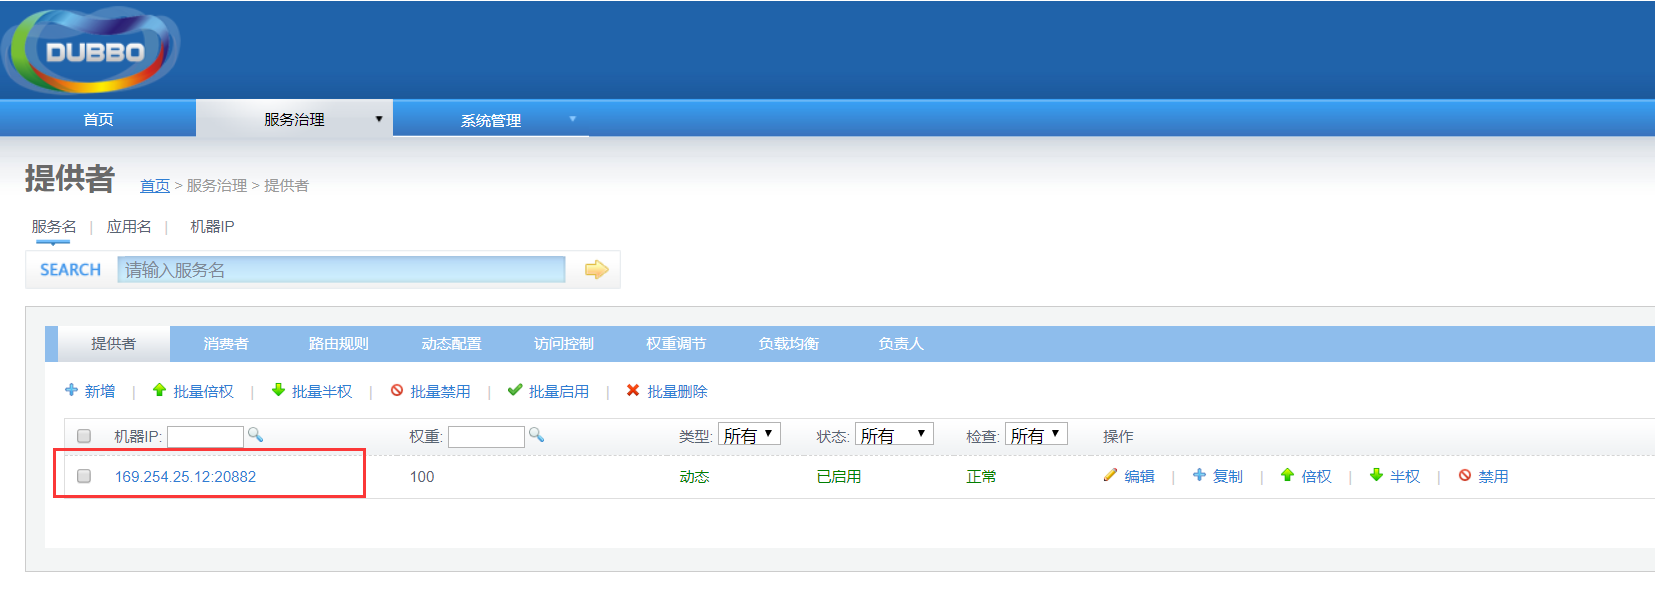 DUBBO
首页 服务治理 系统管理
提供者 首页 > 服务治理 > 提供者
服务名 | 应用名 | 机器IP
SEARCH 请输入服务名
提供者 消费者 路由规则 动态配置 访问控制 权重调节 负载均衡 负责人
新增 | 批量倍权 | 批量半权 | 批量禁用 | 批量启用 | 批量删除
机器IP: 权重: 类型: 所有 状态: 所有 检查: 所有 操作
169.254.25.12:20882 100 动态 已启用 正常 编辑 | 复制 | 倍权 | 半权 | 禁用